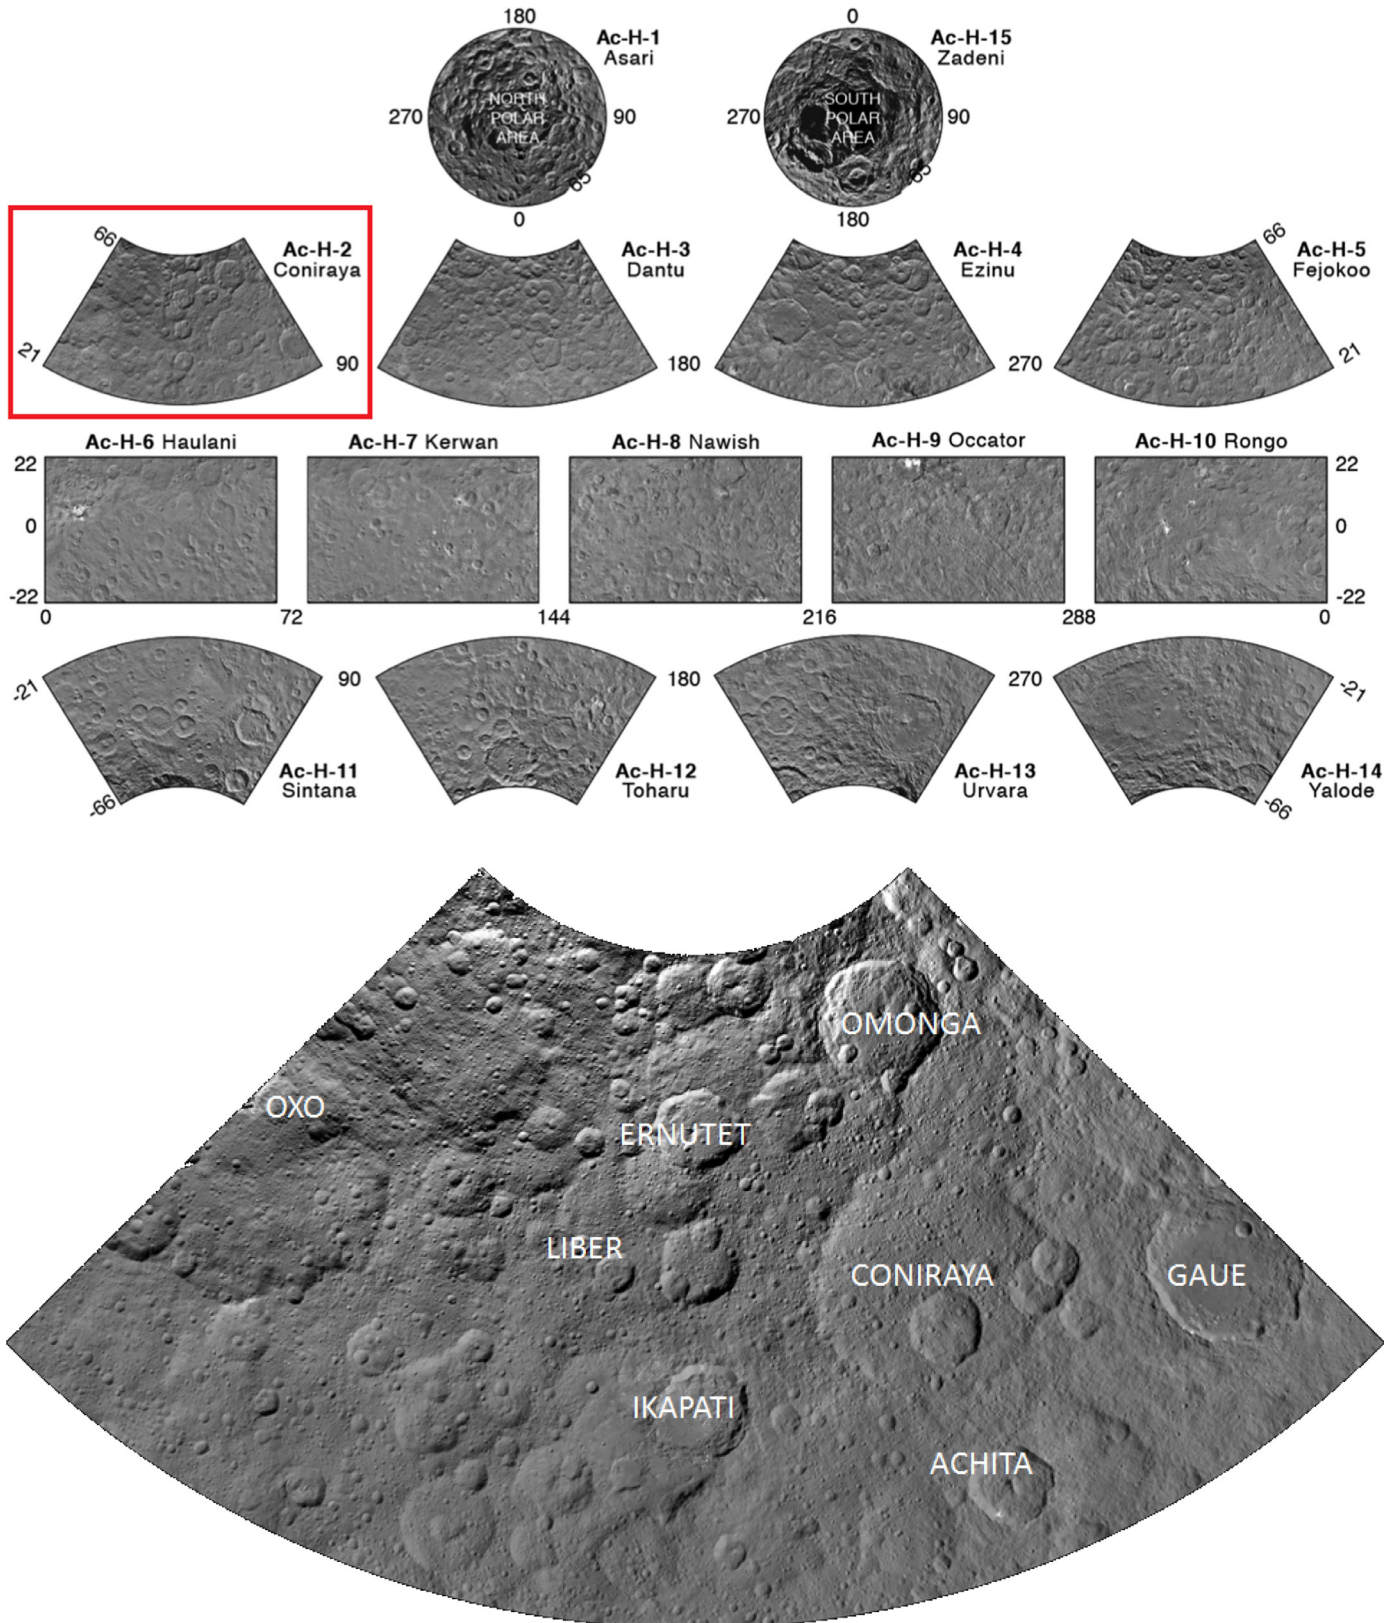 180
0
Ac-H-1
Asari
Ac-H-15
Zadeni
270
NORTH
POLAR
AREA
90
270
SOUTH
POLAR
AREA
90
65
-65
0
180
66
Ac-H-2
Coniraya
Ac-H-3
Dantu
Ac-H-4
Ezinu
66
Ac-H-5
Fejokoo
21
90
180
270
21
Ac-H-6 Haulani
Ac-H-7 Kerwan
Ac-H-8 Nawish
Ac-H-9 Occator
Ac-H-10 Rongo
22
22
0
0
-22
-22
0
72
144
216
288
0
-21
90
180
270
-21
-66
Ac-H-11
Sintana
Ac-H-12
Toharu
Ac-H-13
Urvara
Ac-H-14
Yalode
-66
OMONGA
OXO
ERNUTET
LIBER
CONIRAYA
GAUE
IKAPATI
ACHITA